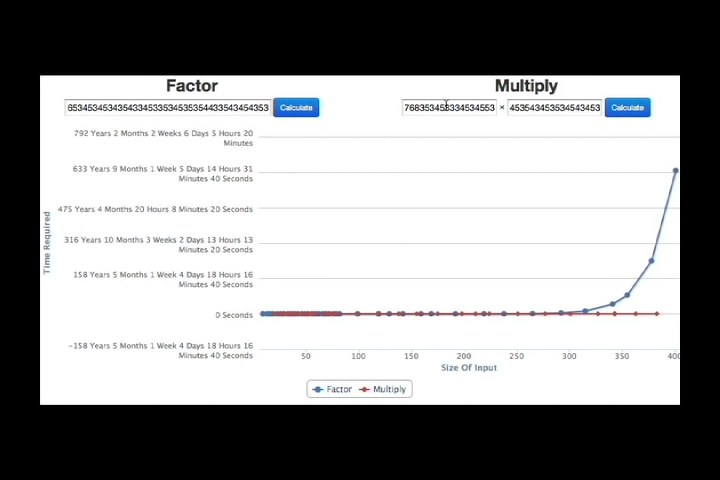 Factor
Multiply
Calculate
× 453543453534543453 Calculate
792 Years 2 Months 2 Weeks 6 Days 5 Hours 20
Minutes
633 Years 9 Months 1 Week 5 Days 14 Hours 31
Minutes 40 Seconds
475 Years 4 Months 20 Hours 8 Minutes 20 Seconds
316 Years 10 Months 3 Weeks 2 Days 13 Hours 13
Minutes 20 Seconds
158 Years 5 Months 1 Week 4 Days 18 Hours 16
Minutes 40 Seconds
0 Seconds
-158 Years 5 Months 1 Week 4 Days 18 Hours 16
Minutes 40 Seconds
Time Required
50 100 150 200 250 300 350 400
Size Of Input
Factor Multiply